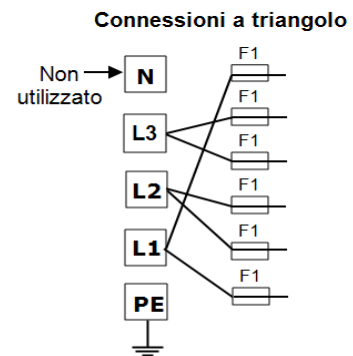 Connessioni a triangolo
F1
Non
utilizzato
N
F1
L3
F1
F1
L2
F1
L1
F1
PE